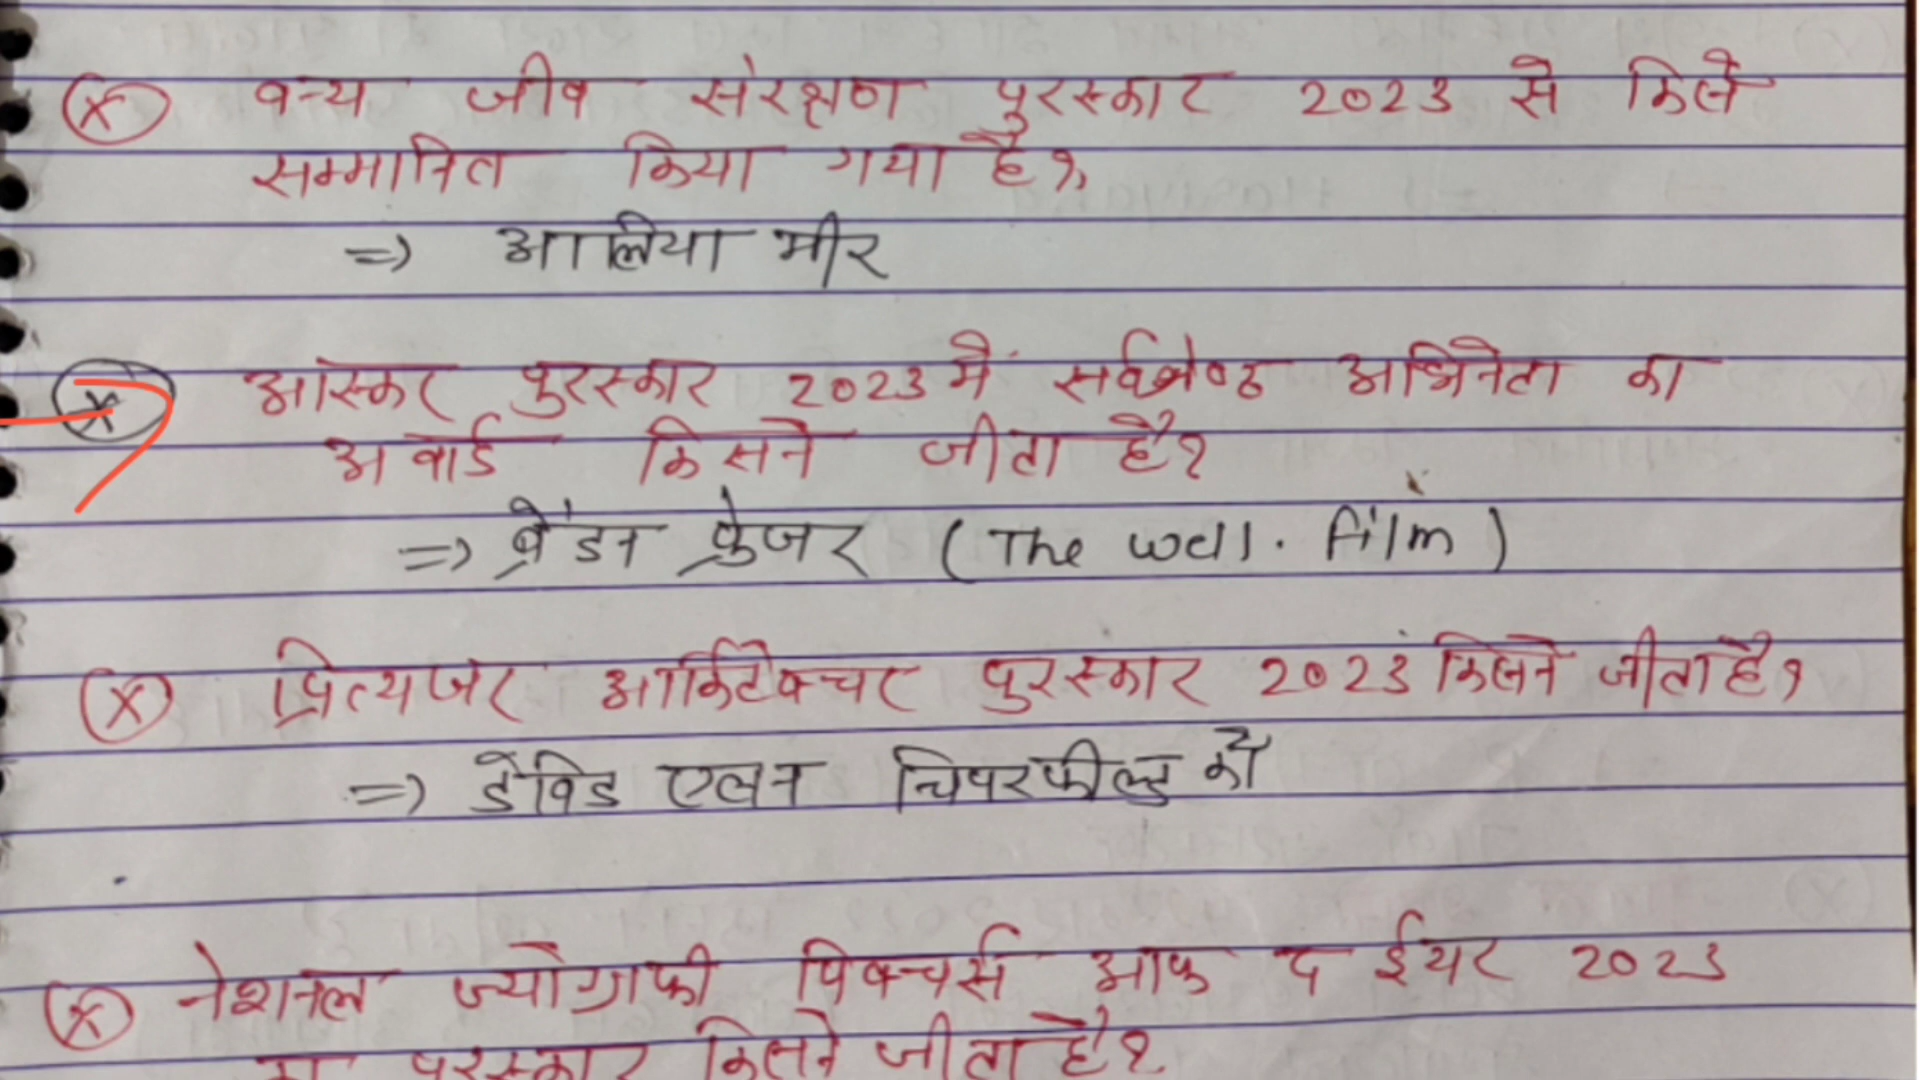 (x) वन्य जीव संरक्षण पुरस्कार 2023 से किसे
सम्मानित किया गया है?
=> आलिया मीर
(x) आस्कर पुरस्कार 2023 में सर्वश्रेष्ठ अभिनेता का
अवार्ड किसने जीता है?
=> ब्रेंडन फ्रेजर (The well. film)
(x) प्रित्यजर आर्किटेक्चर पुरस्कार 2023 किसने जीता है?
=> डेविड एलन चिपरफील्ड को
(x) नेशनल ज्योग्राफी पिक्चर्स आफ द ईयर 2023
का पुरस्कार किसने जीता है?